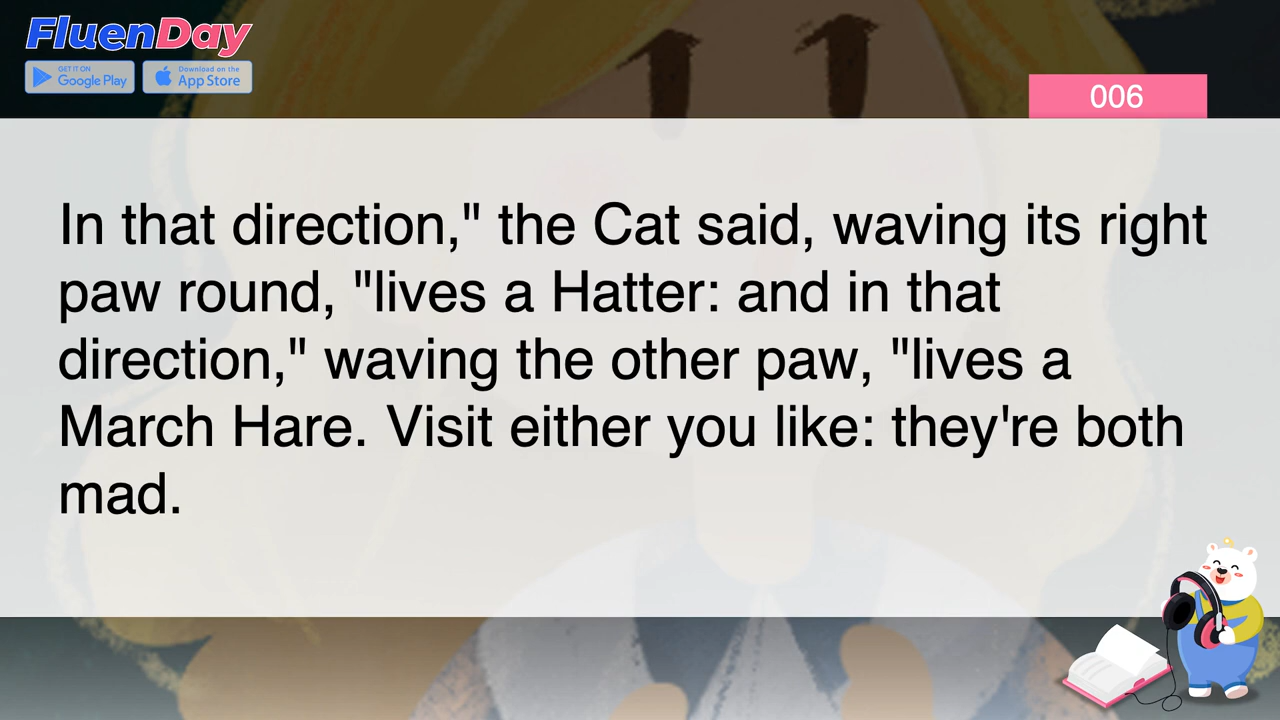 FluenDay
GET IT ON
Google Play
Download on the
App Store
006
In that direction," the Cat said, waving its right
paw round, "lives a Hatter: and in that
direction," waving the other paw, "lives a
March Hare. Visit either you like: they're both
mad.